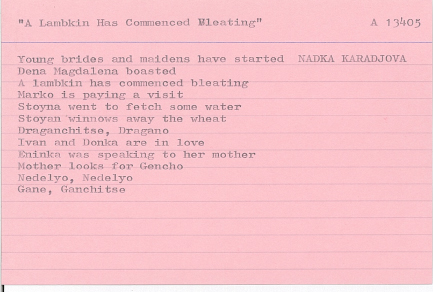 "A Lambkin Has Commenced Bleating" A 13405
Young brides and maidens have started NADKA KARADJOVA
Dena Magdalena boasted
A lambkin has commenced bleating
Marko is paying a visit
Stoyna went to fetch some water
Stoyan winnows away the wheat
Draganchitse, Dragano
Ivan and Donka are in love
Eninka was speaking to her mother
Mother looks for Gencho
Nedelyo, Nedelyo
Gane, Ganchitse